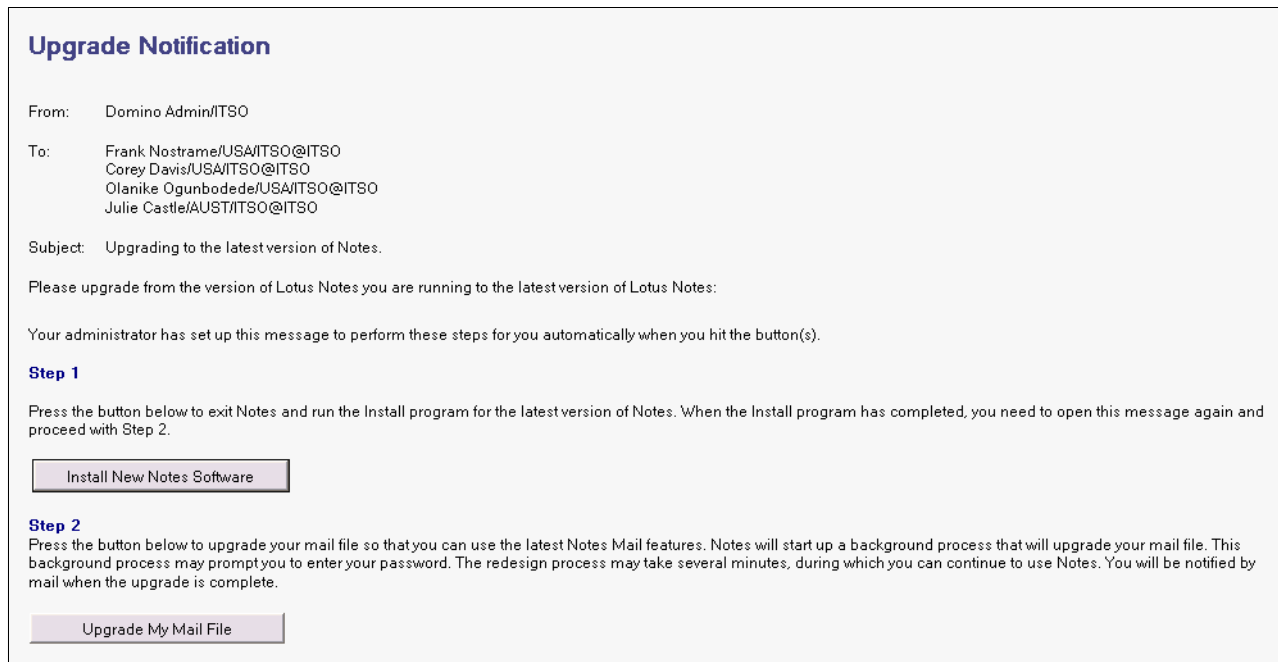 Upgrade Notification
From: Domino Admin/ITSO
To: Frank Nostrame/USA/ITSO@ITSO
Corey Davis/USA/ITSO@ITSO
Olanike Ogunbodede/USA/ITSO@ITSO
Julie Castle/AUST/ITSO@ITSO
Subject: Upgrading to the latest version of Notes.
Please upgrade from the version of Lotus Notes you are running to the latest version of Lotus Notes:
Your administrator has set up this message to perform these steps for you automatically when you hit the button(s).
Step 1
Press the button below to exit Notes and run the Install program for the latest version of Notes. When the Install program has completed, you need to open this message again and
proceed with Step 2.
Install New Notes Software
Step 2
Press the button below to upgrade your mail file so that you can use the latest Notes Mail features. Notes will start up a background process that will upgrade your mail file. This
background process may prompt you to enter your password. The redesign process may take several minutes, during which you can continue to use Notes. You will be notified by
mail when the upgrade is complete.
Upgrade My Mail File